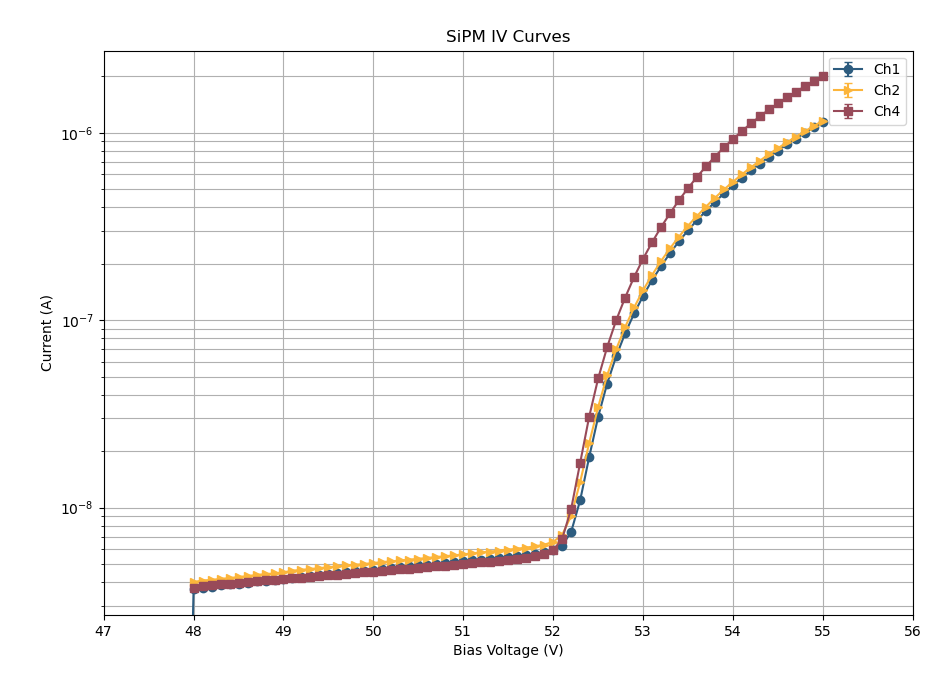 SiPM IV Curves
Ch1
Ch2
Ch4
Current (A)
10⁻⁶
10⁻⁷
10⁻⁸
47 48 49 50 51 52 53 54 55 56
Bias Voltage (V)